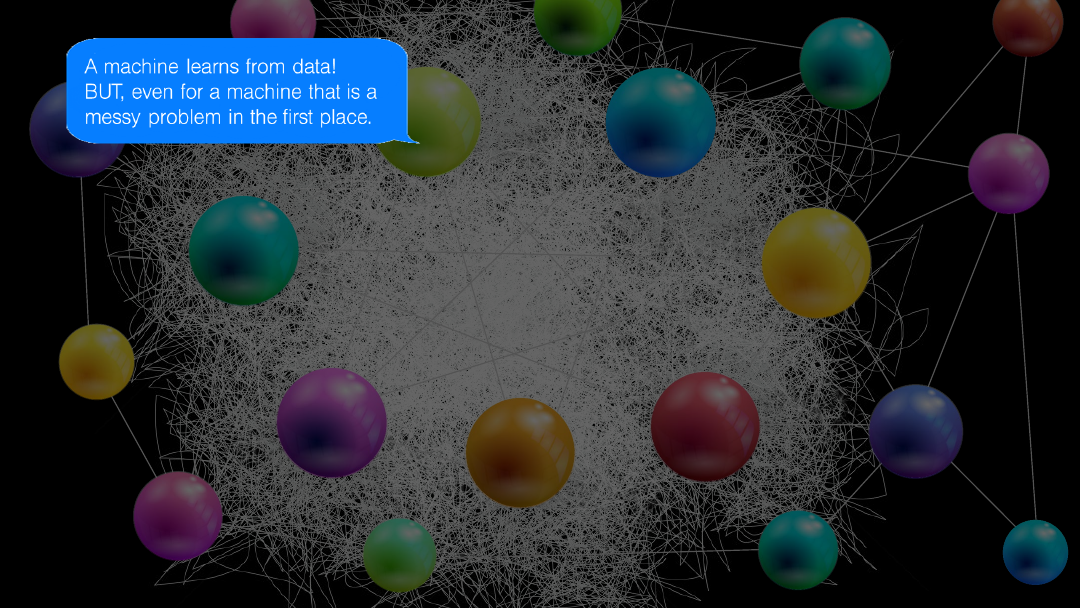 A machine learns from data!
BUT, even for a machine that is a
messy problem in the first place.